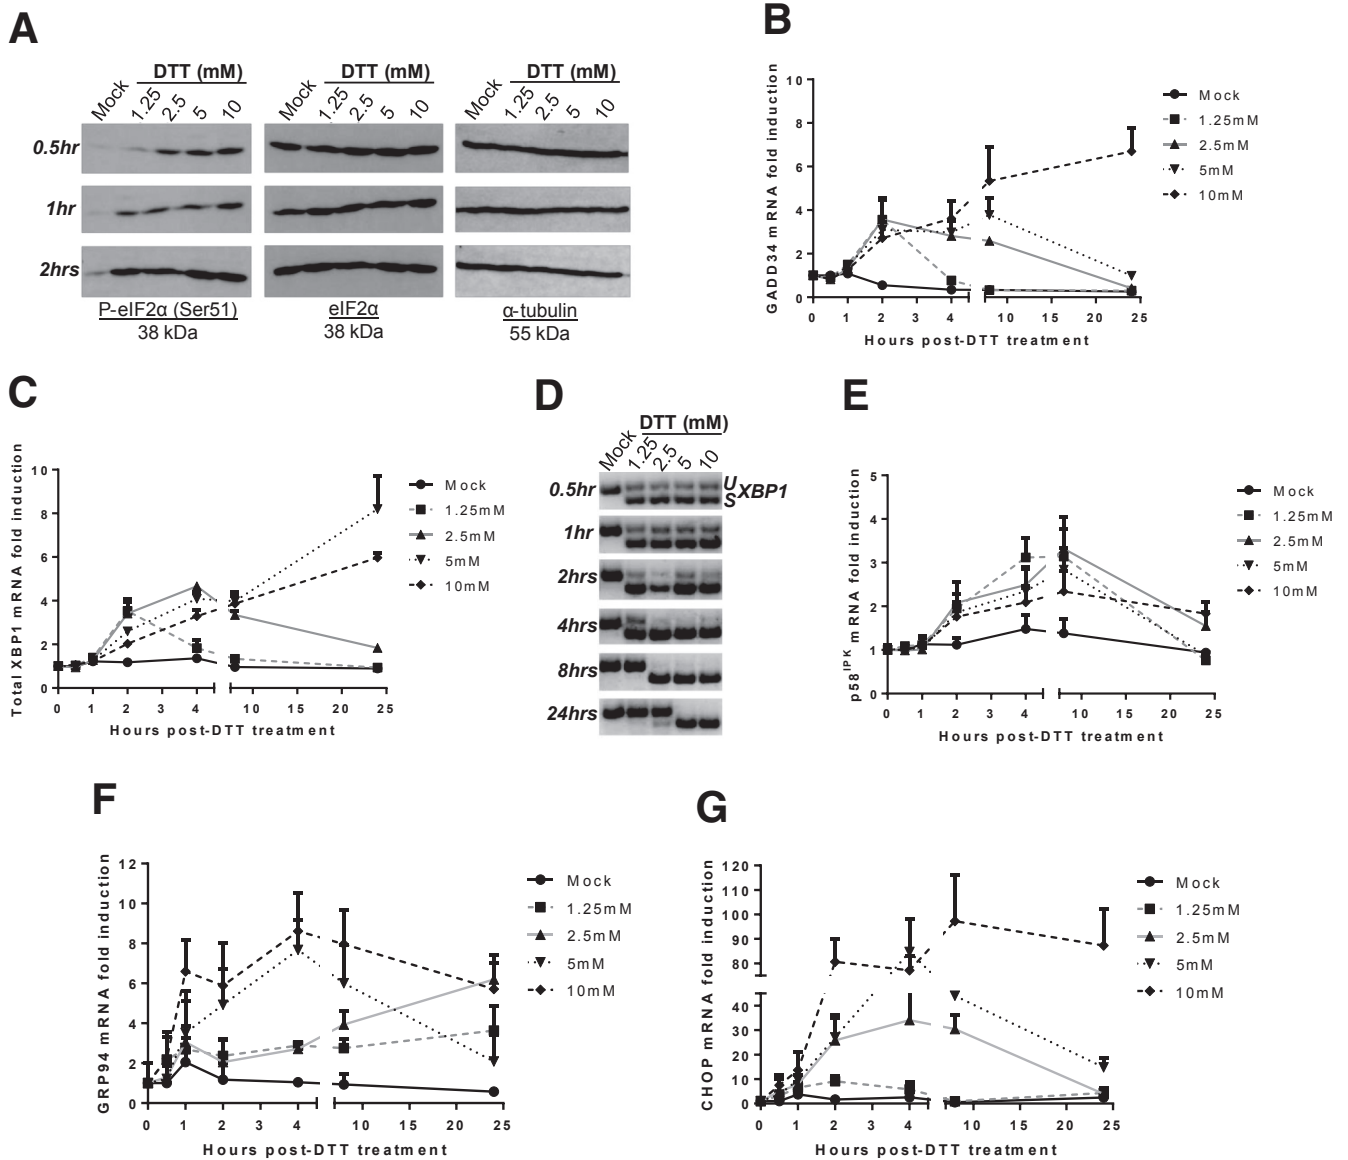 A
DTT (mM) DTT (mM) DTT (mM)
Mock 1.25 2.5 5 10 Mock 1.25 2.5 5 10 Mock 1.25 2.5 5 10
0.5hr
1hr
2hrs
P-eIF2α (Ser51) eIF2α α-tubulin
38 kDa 38 kDa 55 kDa
B
GADD34 mRNA fold induction
10
8
6
4
2
0
0 1 2 3 4 10 15 20 25
Hours post-DTT treatment
Mock
1.25mM
2.5mM
5mM
10mM
C
Total XBP1 mRNA fold induction
10
8
6
4
2
0
0 1 2 3 4 10 15 20 25
Hours post-DTT treatment
Mock
1.25mM
2.5mM
5mM
10mM
D
DTT (mM)
Mock 1.25 2.5 5 10
0.5hr U
S XBP1
1hr
2hrs
4hrs
8hrs
24hrs
E
p58IPK mRNA fold induction
5
4
3
2
1
0
0 1 2 3 4 10 15 20 25
Hours post-DTT treatment
Mock
1.25mM
2.5mM
5mM
10mM
F
GRP94 mRNA fold induction
12
10
8
6
4
2
0
0 1 2 3 4 10 15 20 25
Hours post-DTT treatment
Mock
1.25mM
2.5mM
5mM
10mM
G
CHOP mRNA fold induction
120
110
100
90
80
40
30
20
10
0
0 1 2 3 4 10 15 20 25
Hours post-DTT treatment
Mock
1.25mM
2.5mM
5mM
10mM